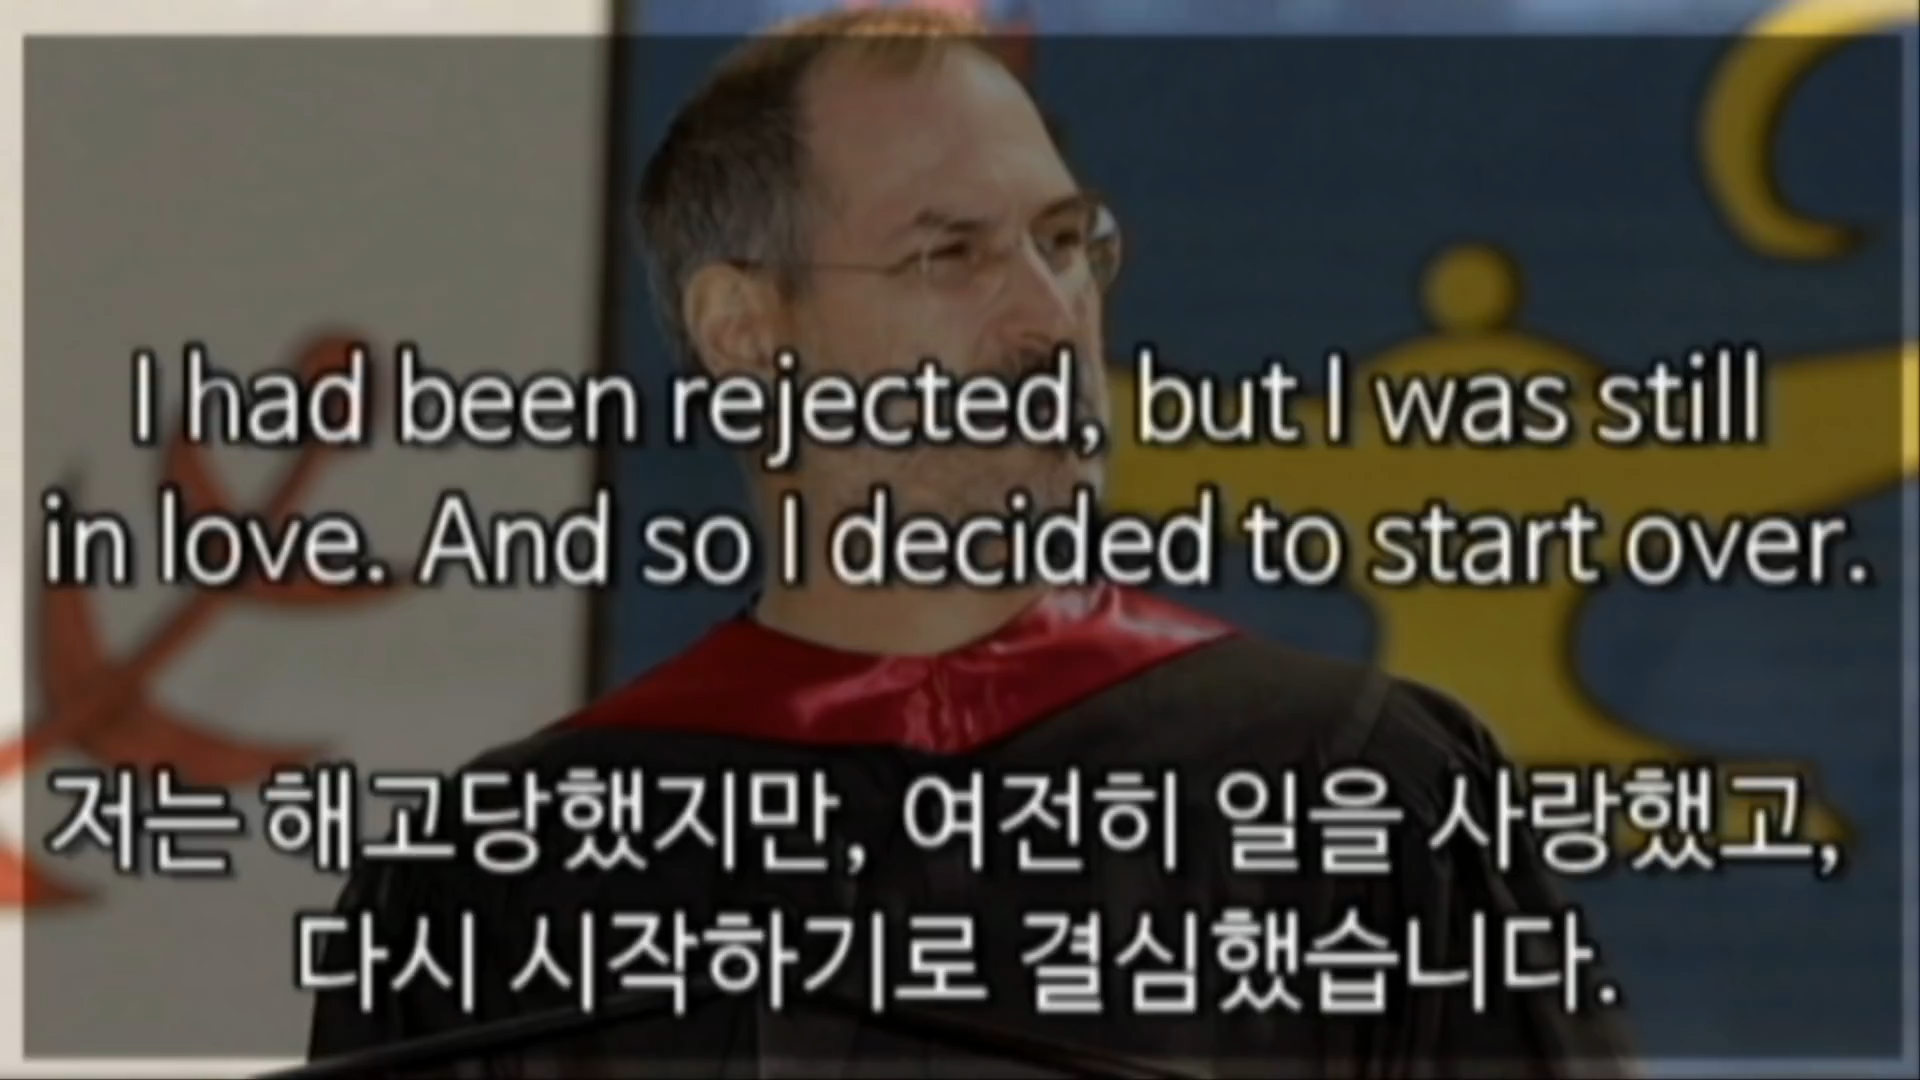 I had been rejected, but I was still
in love. And so I decided to start over.
저는 해고당했지만, 여전히 일을 사랑했고,
다시 시작하기로 결심했습니다.